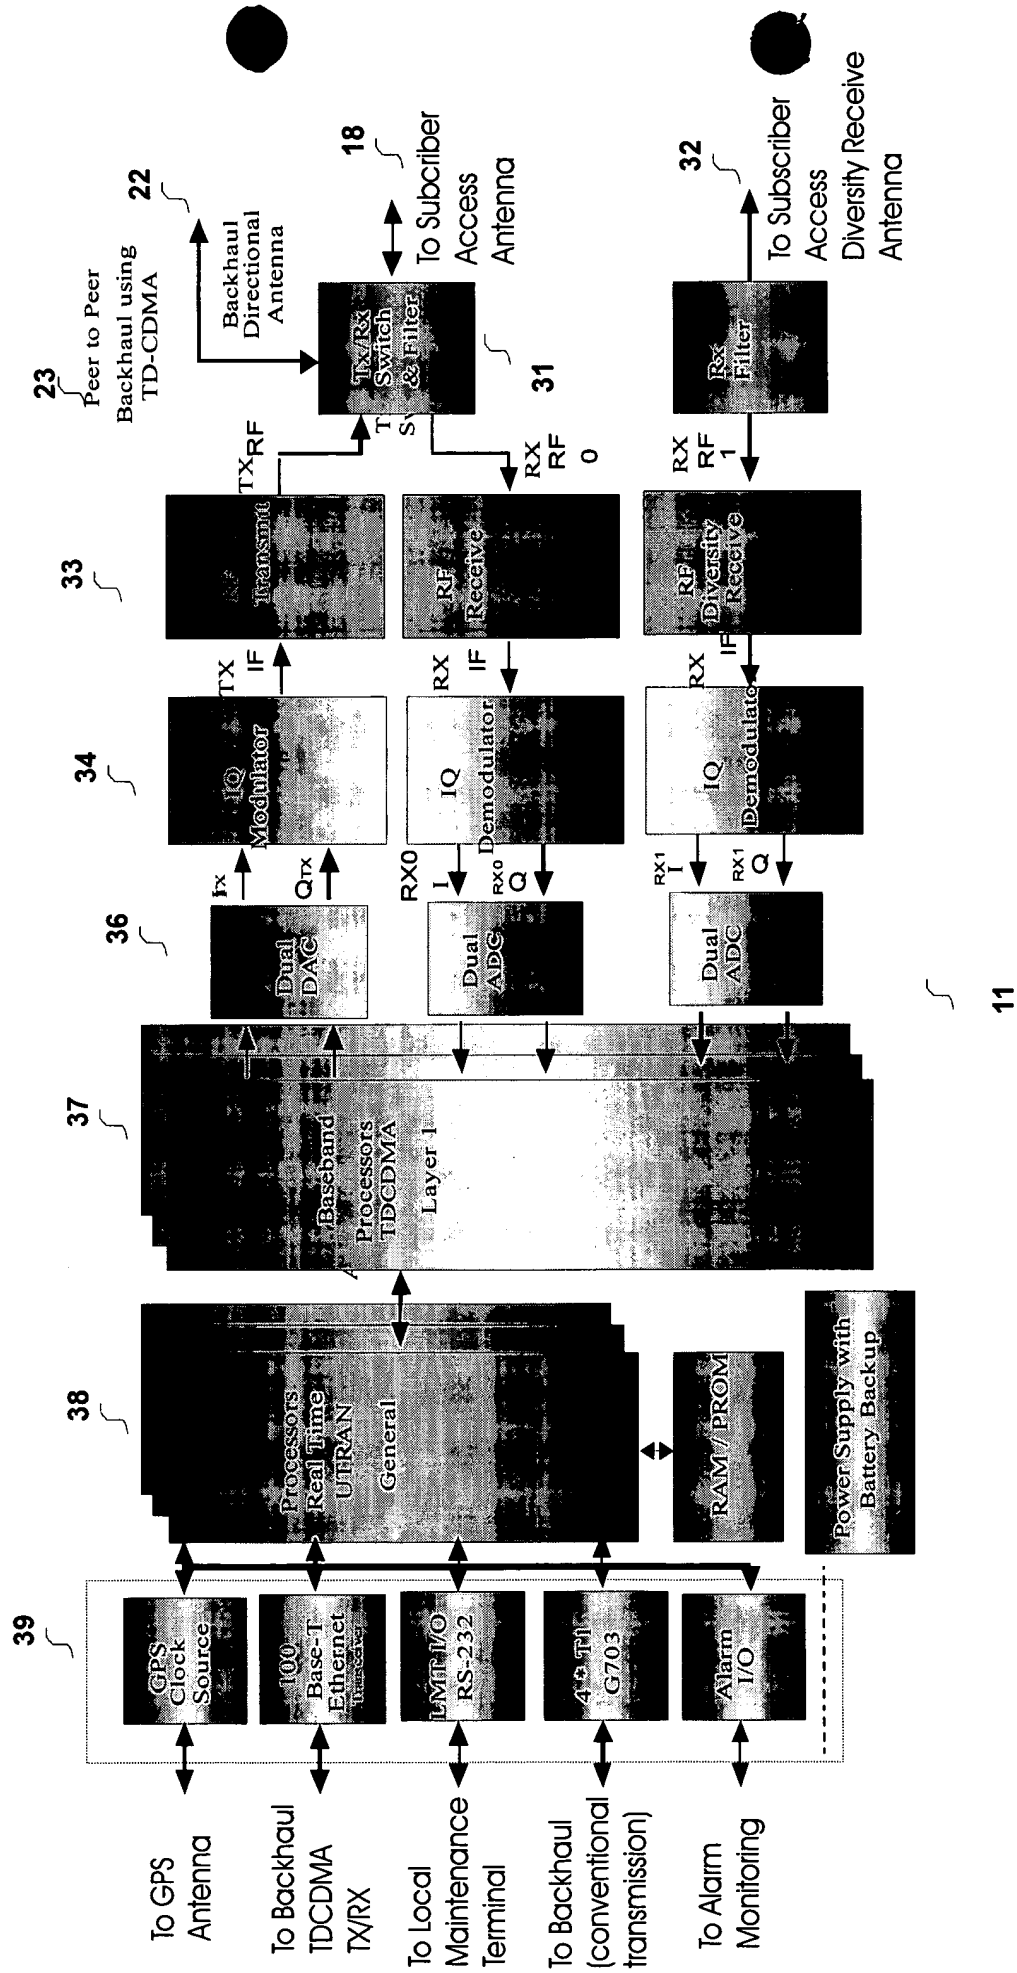 39
To GPS
Antenna
GPS
Clock
Source
To Backhaul
TDCDMA
TX/RX
100
Base-T
Ethernet
Transceiver
To Local
Maintenance
Terminal
LMT I/O
RS-232
To Backhaul
(conventional
transmission)
4 * T1
G703
To Alarm
Monitoring
Alarm
I/O
38
Processors
Real Time
UTRAN
General
RAM / PROM
Power Supply with
Battery Backup
37
Baseband
Processors
TDCDMA
Layer 1
36
Dual
DAC
Dual
ADC
Dual
ADC
ITX
QTX
RX0
I
RX0
Q
RX1
I
RX1
Q
34
IQ
Modulator
IQ
Demodulator
IQ
Demodulato
TX
IF
RX
IF
RX
IF
33
RF
Transmit
RF
Receive
RF
Diversity
Receive
TXRF
RX
RF
0
RX
RF
1
T
Sv
Tx/Rx
Switch
& Filter
31
Rx
Filter
23
Peer to Peer
Backhaul using
TD-CDMA
22
Backhaul
Directional
Antenna
18
To Subcriber
Access
Antenna
32
To Subscriber
Access
Diversity Receive
Antenna
11